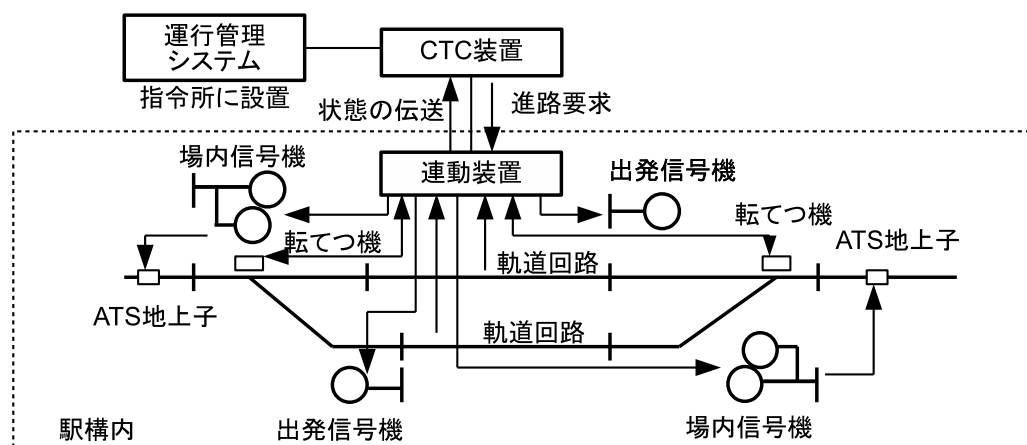 運行管理
システム
指令所に設置
CTC装置
状態の伝送
進路要求
場内信号機
連動装置
出発信号機
転てつ機
転てつ機
ATS地上子
軌道回路
ATS地上子
軌道回路
出発信号機
場内信号機
駅構内